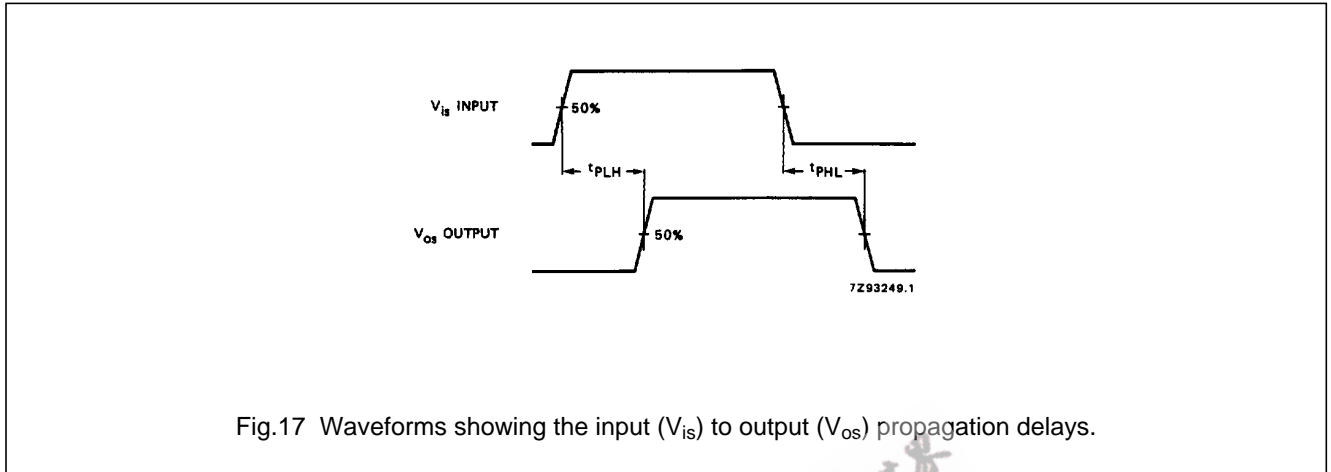 V_is INPUT
50%
t_PLH
t_PHL
V_os OUTPUT
50%
7Z93249.1
Fig.17 Waveforms showing the input (V_is) to output (V_os) propagation delays.